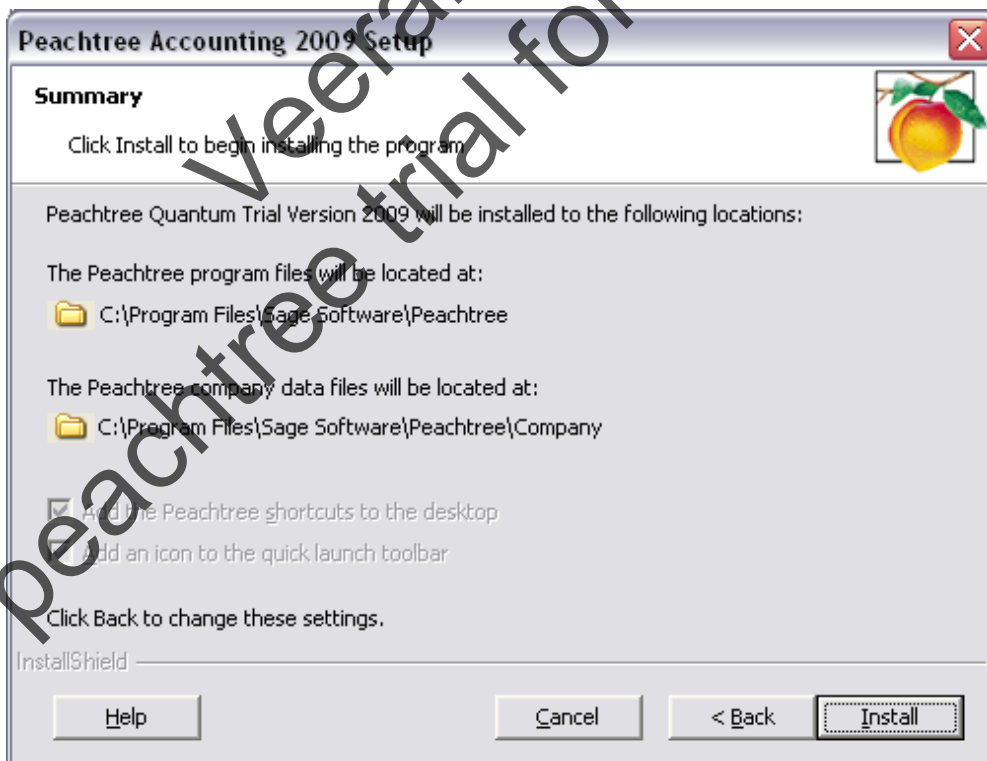 Peachtree Accounting 2009 Setup
Summary
Click Install to begin installing the program
Peachtree Quantum Trial Version 2009 will be installed to the following locations:
The Peachtree program files will be located at:
C:\Program Files\Sage Software\Peachtree
The Peachtree company data files will be located at:
C:\Program Files\Sage Software\Peachtree\Company
Add the Peachtree shortcuts to the desktop
Add an icon to the quick launch toolbar
Click Back to change these settings.
InstallShield
Help
Cancel
< Back
Install
peachtree trial for